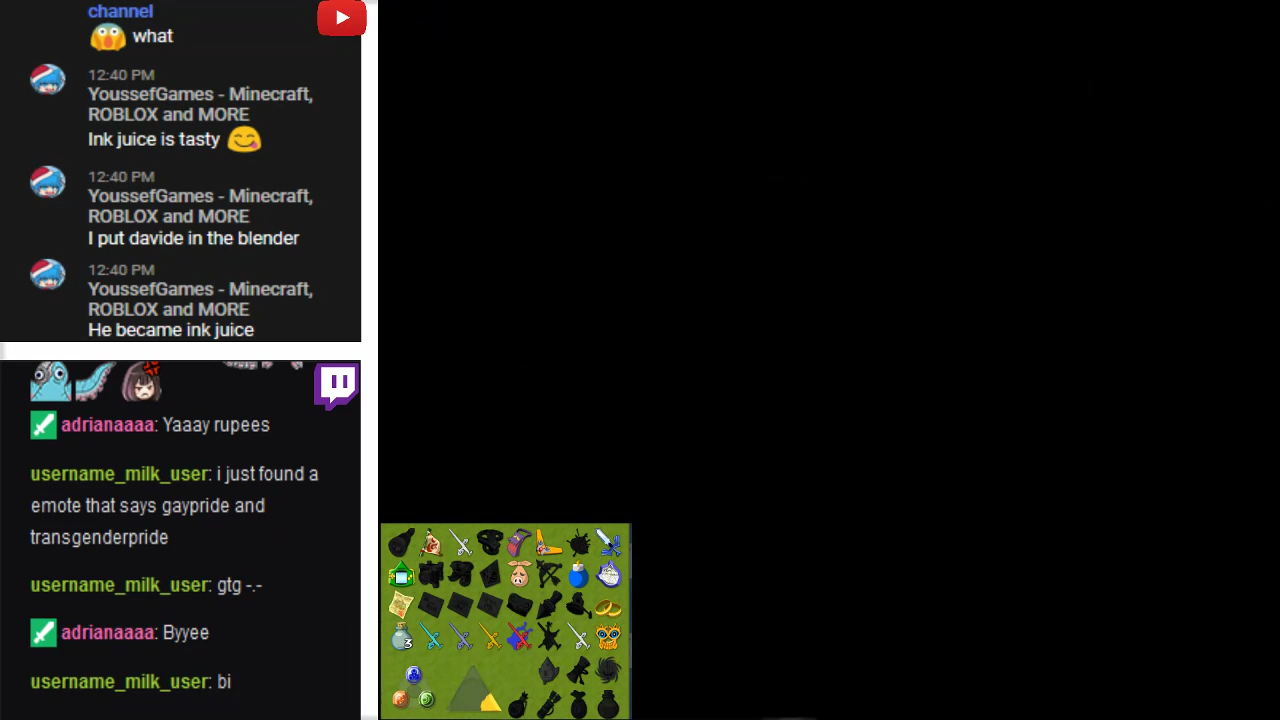 channel
what
12:40 PM
YoussefGames - Minecraft,
ROBLOX and MORE
Ink juice is tasty
12:40 PM
YoussefGames - Minecraft,
ROBLOX and MORE
I put davide in the blender
12:40 PM
YoussefGames - Minecraft,
ROBLOX and MORE
He became ink juice
adrianaaaa: Yaaay rupees
username_milk_user: i just found a
emote that says gaypride and
transgenderpride
username_milk_user: gtg -.-
adrianaaaa: Byyee
username_milk_user: bi
3